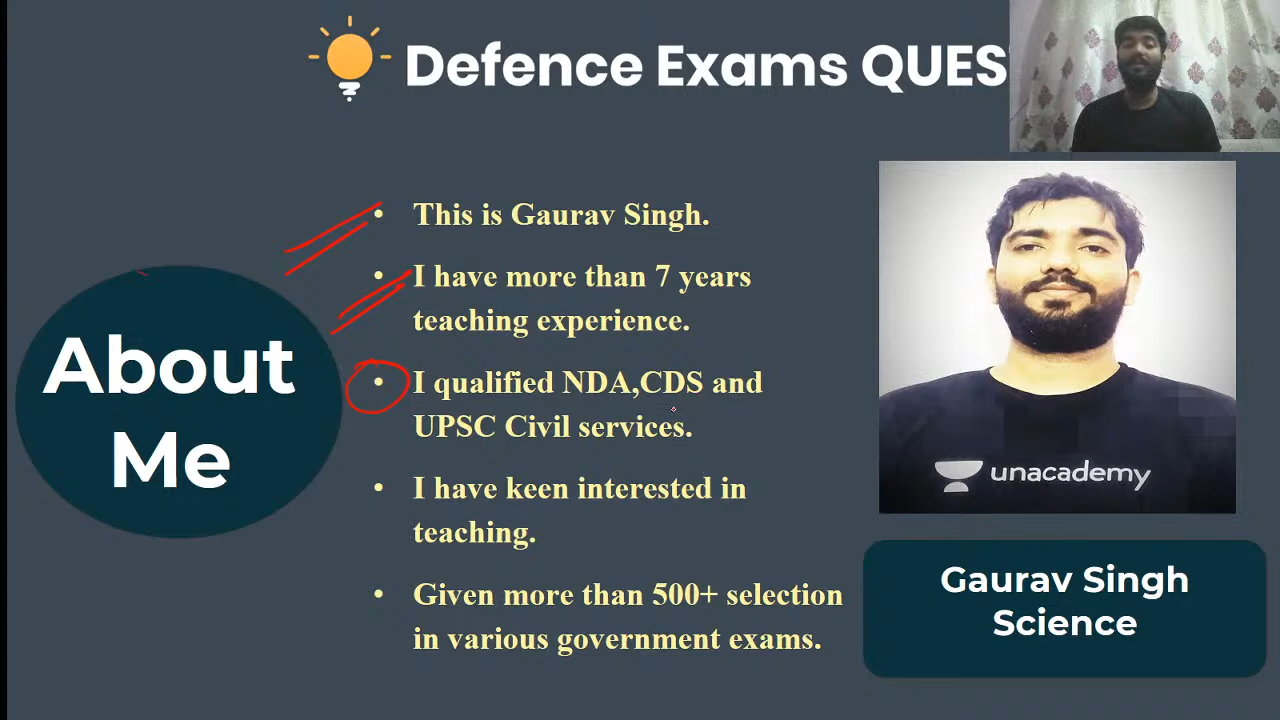 Defence Exams QUES
• This is Gaurav Singh.
• I have more than 7 years
teaching experience.
• I qualified NDA,CDS and
UPSC Civil services.
• I have keen interested in
teaching.
• Given more than 500+ selection
in various government exams.
About
Me
unacademy
Gaurav Singh
Science